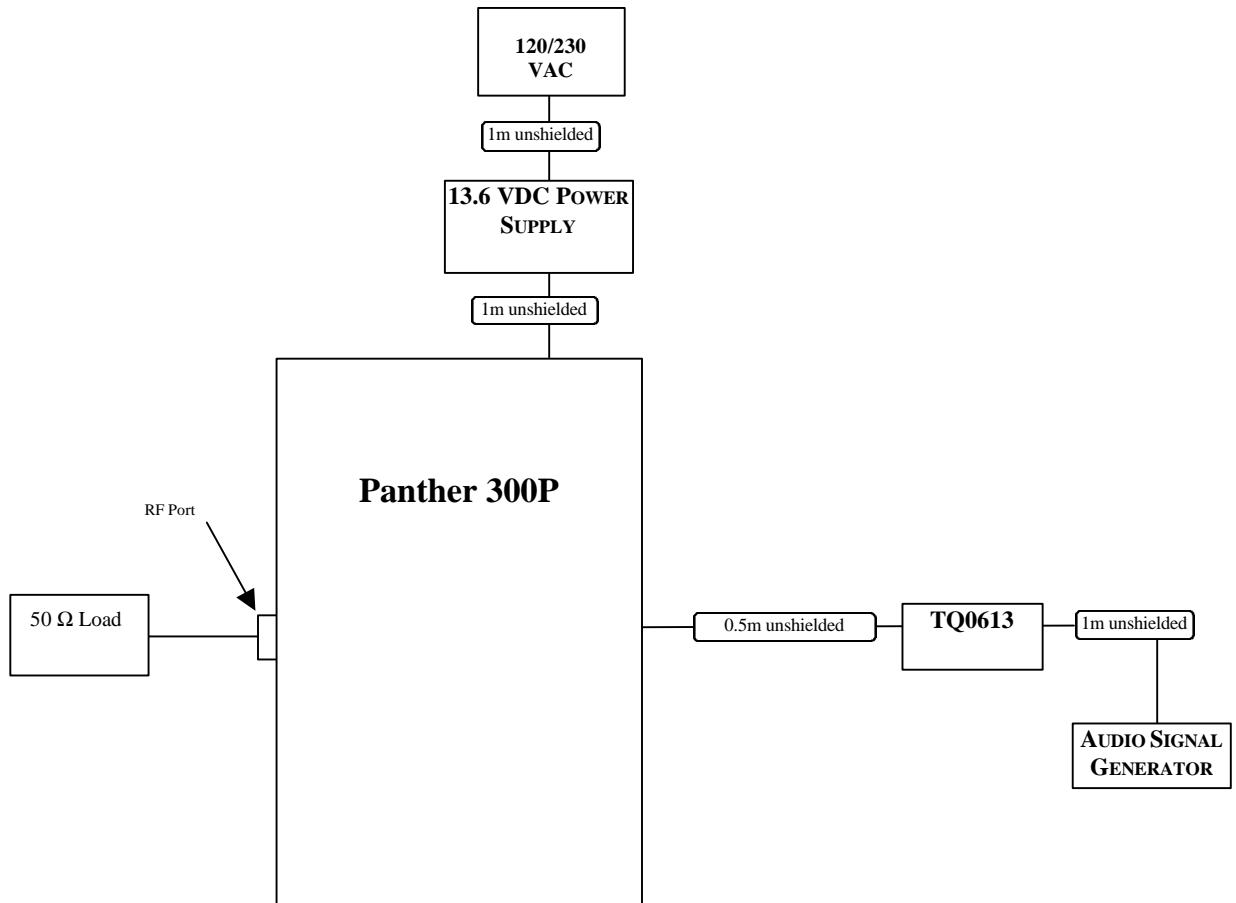 120/230
VAC
1m unshielded
13.6 VDC POWER
SUPPLY
1m unshielded
Panther 300P
RF Port
50 Ω Load
0.5m unshielded
TQ0613
1m unshielded
AUDIO SIGNAL
GENERATOR